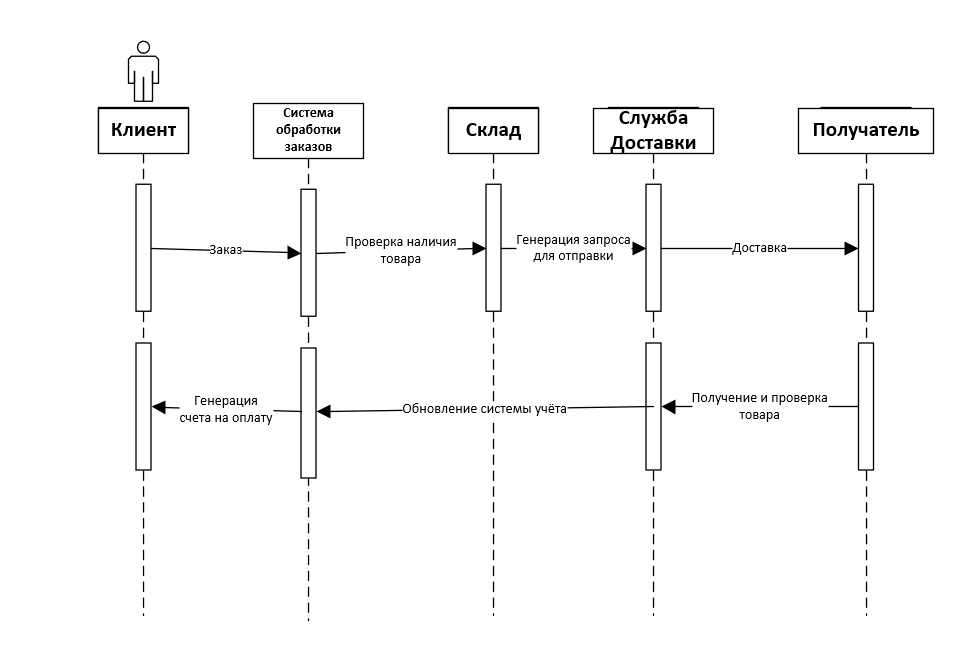 Клиент
Система
обработки
заказов
Склад
Служба
Доставки
Получатель
Заказ
Проверка наличия
товара
Генерация запроса
для отправки
Доставка
Генерация
счета на оплату
Обновление системы учёта
Получение и проверка
товара